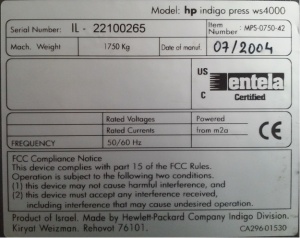 Model: hp indigo press ws4000
Serial Number: IL - 22100265 Item Number : MPS-0750-42
Mach. Weight 1750 Kg Date of manuf. 07/2004
US
C
entela
Certified
Rated Voltages Powered
Rated Currents from m2a
FREQUENCY 50/60 Hz
CE
FCC Compliance Notice
This device complies with part 15 of the FCC Rules.
Operation is subject to the following two conditions.
(1) this device may not cause harmful interference, and
(2) this device must accept any interference received,
including interference that may cause undesired operation.
Product of Israel. Made by Hewlett-Packard Company Indigo Division.
Kiryat Weizman. Rehovot 76101. CA296-01530